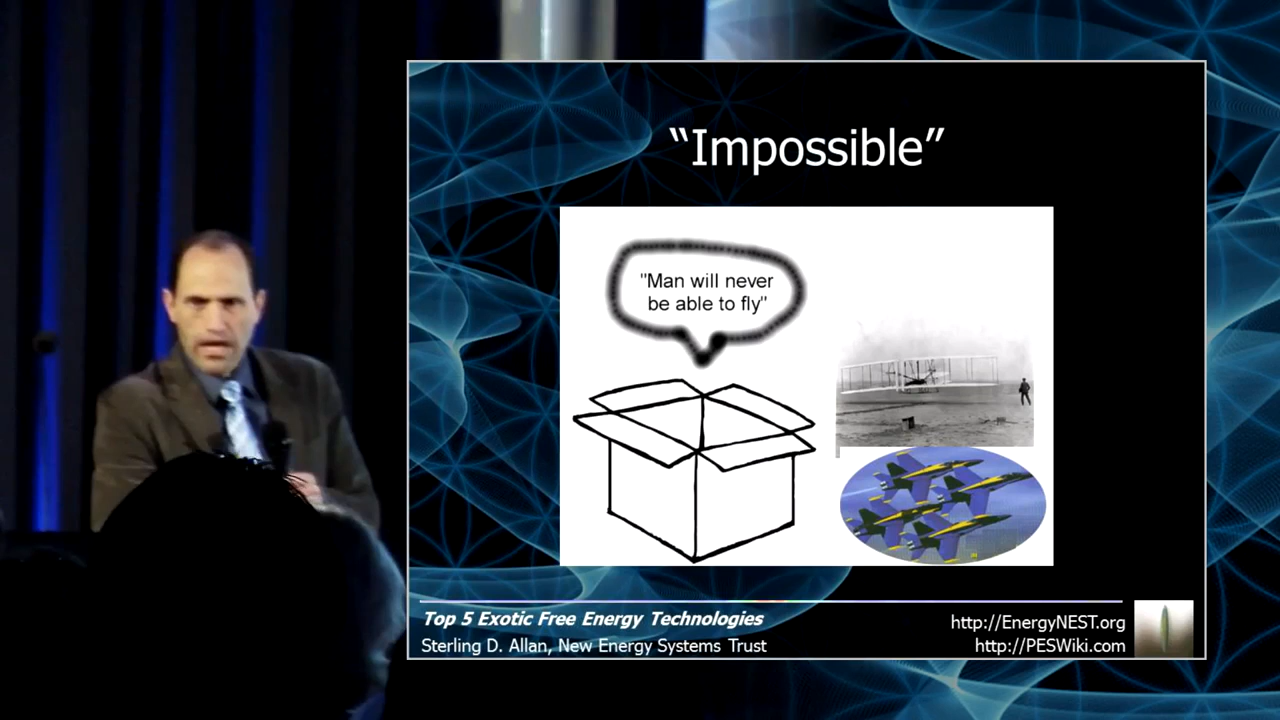 “Impossible”
"Man will never
be able to fly"
Top 5 Exotic Free Energy Technologies
Sterling D. Allan, New Energy Systems Trust
http://EnergyNEST.org
http://PESWiki.com